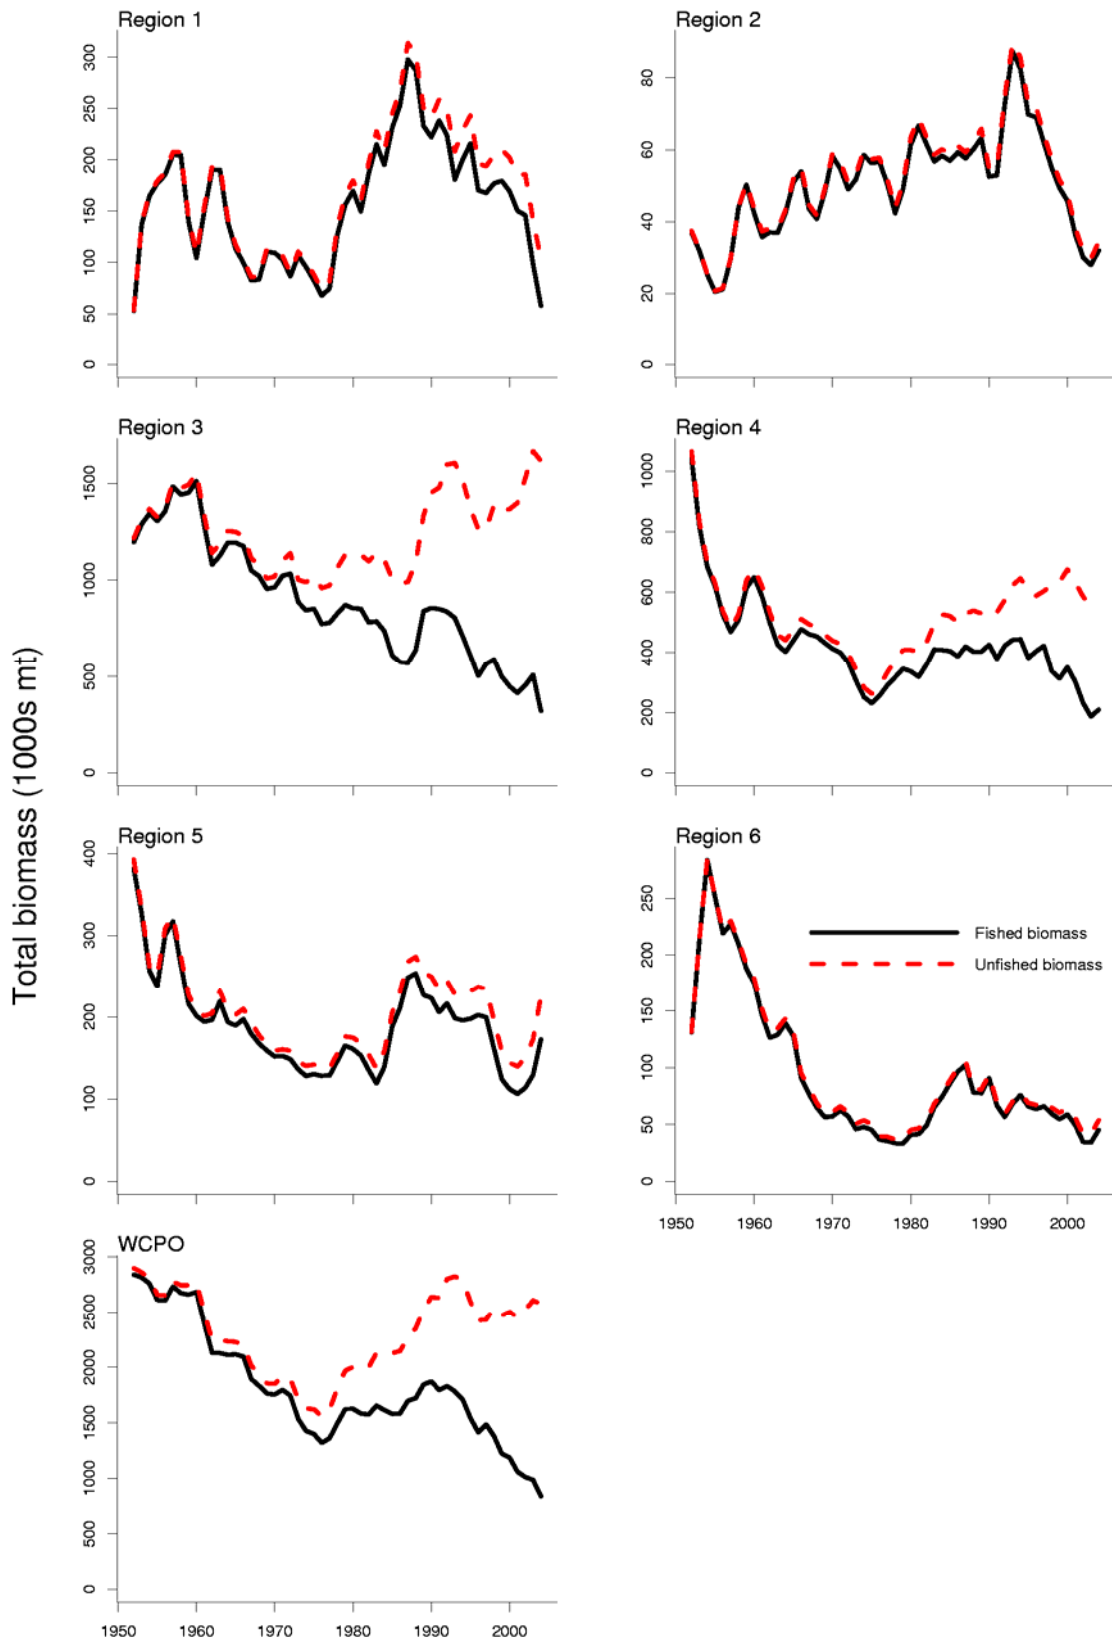 Total biomass (1000s mt)
Region 1
0 50 100 150 200 250 300
Region 2
0 20 40 60 80
Region 3
0 500 1000 1500
Region 4
0 200 400 600 800 1000
Region 5
0 100 200 300 400
Region 6
0 50 100 150 200 250
Fished biomass
Unfished biomass
1950 1960 1970 1980 1990 2000
WCPO
0 500 1000 1500 2000 2500 3000
1950 1960 1970 1980 1990 2000